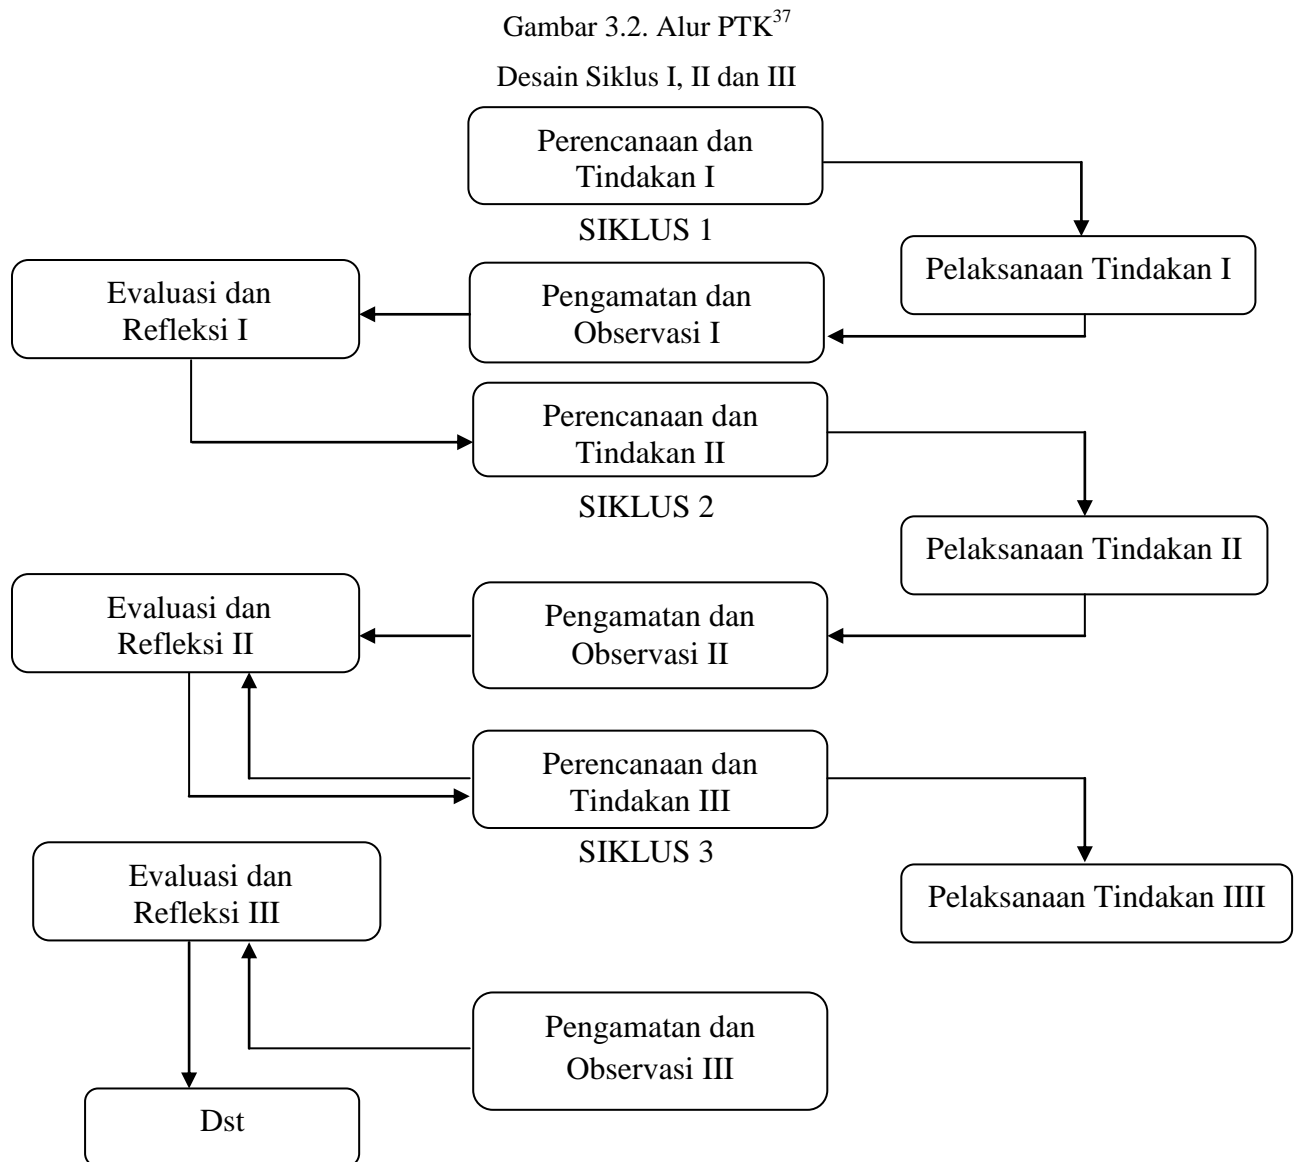 Gambar 3.2. Alur PTK37
Desain Siklus I, II dan III
Perencanaan dan
Tindakan I
SIKLUS 1
Pelaksanaan Tindakan I
Evaluasi dan
Refleksi I
Pengamatan dan
Observasi I
Perencanaan dan
Tindakan II
SIKLUS 2
Pelaksanaan Tindakan II
Evaluasi dan
Refleksi II
Pengamatan dan
Observasi II
Perencanaan dan
Tindakan III
SIKLUS 3
Evaluasi dan
Refleksi III
Pelaksanaan Tindakan IIII
Pengamatan dan
Observasi III
Dst